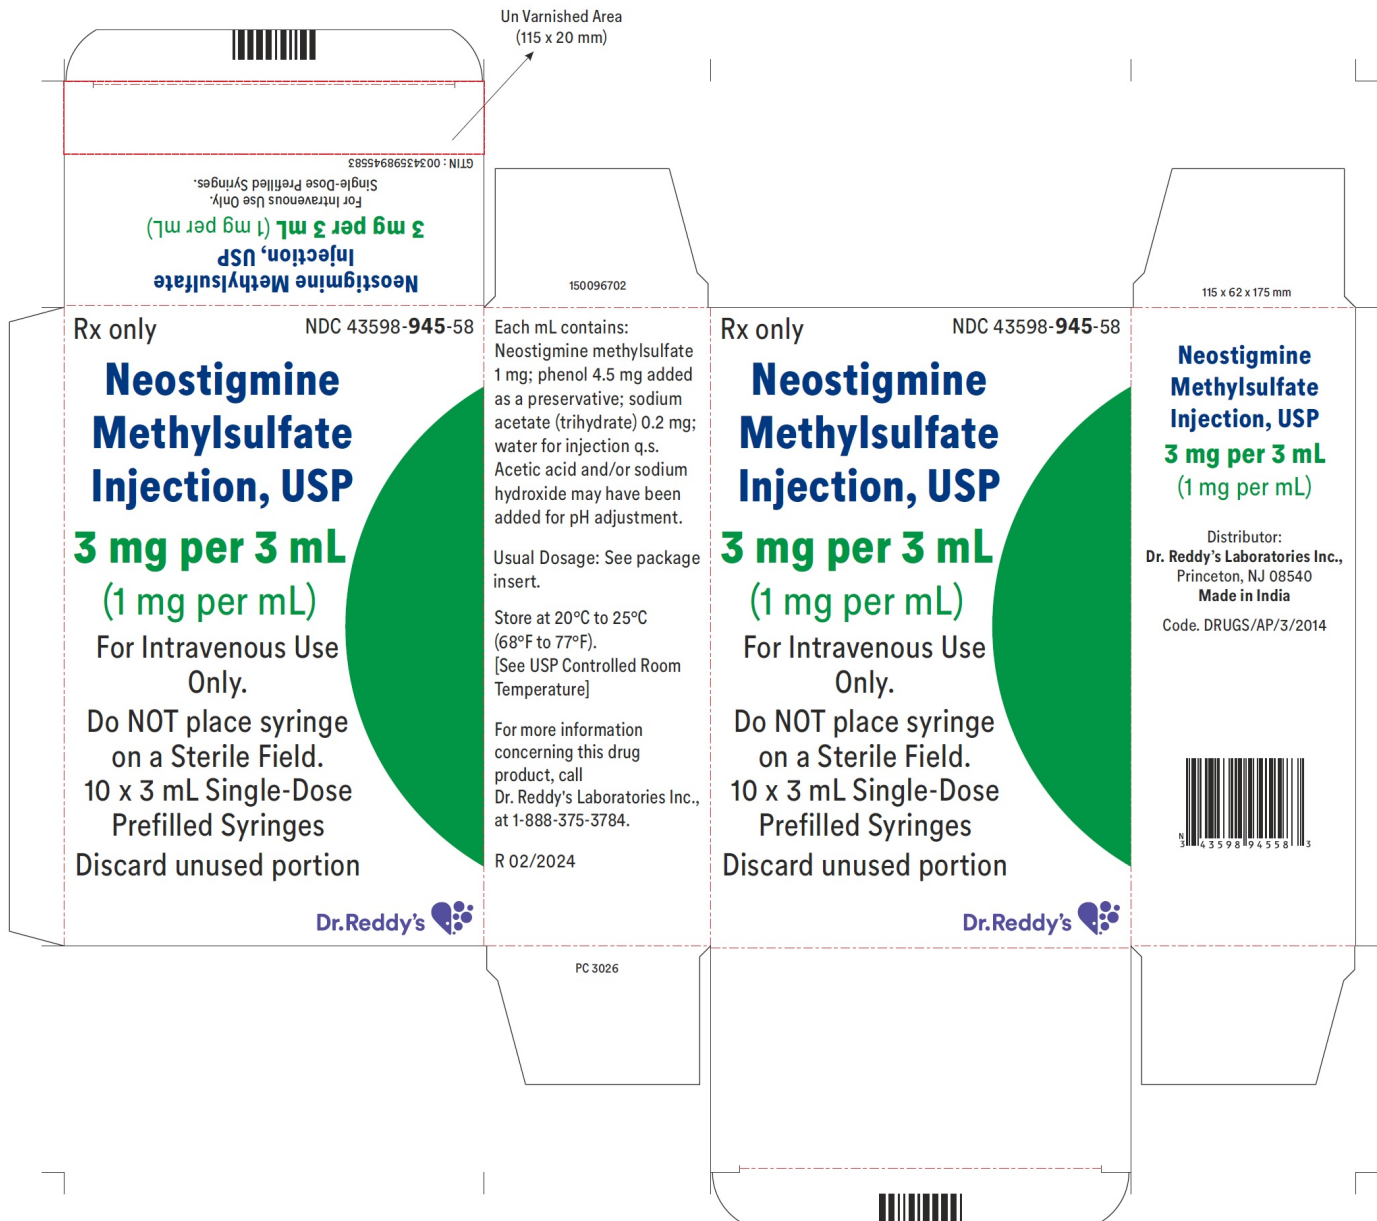 Un Varnished Area
(115 x 20 mm)
GTIN : 00343598945583
Single-Dose Prefilled Syringes.
For Intravenous Use Only.
3 mg per 3 mL (1 mg per mL)
Injection, USP
Neostigmine Methylsulfate
Rx only
NDC 43598-945-58
Neostigmine
Methylsulfate
Injection, USP
3 mg per 3 mL
(1 mg per mL)
For Intravenous Use
Only.
Do NOT place syringe
on a Sterile Field.
10 x 3 mL Single-Dose
Prefilled Syringes
Discard unused portion
Dr.Reddy's
150096702
Each mL contains:
Neostigmine methylsulfate
1 mg; phenol 4.5 mg added
as a preservative; sodium
acetate (trihydrate) 0.2 mg;
water for injection q.s.
Acetic acid and/or sodium
hydroxide may have been
added for pH adjustment.
Usual Dosage: See package
insert.
Store at 20°C to 25°C
(68°F to 77°F).
[See USP Controlled Room
Temperature]
For more information
concerning this drug
product, call
Dr. Reddy's Laboratories Inc.,
at 1-888-375-3784.
R 02/2024
PC 3026
Rx only
NDC 43598-945-58
Neostigmine
Methylsulfate
Injection, USP
3 mg per 3 mL
(1 mg per mL)
For Intravenous Use
Only.
Do NOT place syringe
on a Sterile Field.
10 x 3 mL Single-Dose
Prefilled Syringes
Discard unused portion
Dr.Reddy's
115 x 62 x 175 mm
Neostigmine
Methylsulfate
Injection, USP
3 mg per 3 mL
(1 mg per mL)
Distributor:
Dr. Reddy's Laboratories Inc.,
Princeton, NJ 08540
Made in India
Code. DRUGS/AP/3/2014
N
3 43598 94558 3